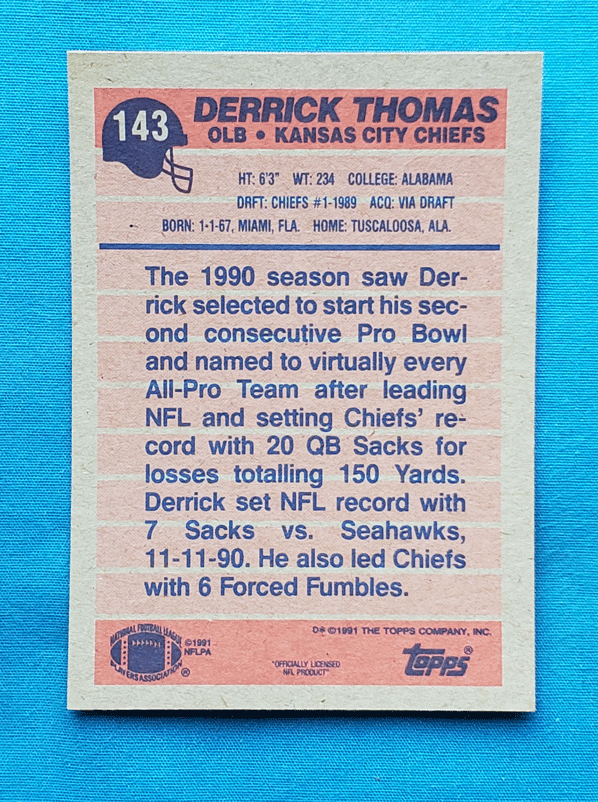 143
DERRICK THOMAS
OLB • KANSAS CITY CHIEFS
HT: 6'3" WT: 234 COLLEGE: ALABAMA
DRFT: CHIEFS #1-1989 ACQ: VIA DRAFT
BORN: 1-1-67, MIAMI, FLA. HOME: TUSCALOOSA, ALA.
The 1990 season saw Der-
rick selected to start his sec-
ond consecutive Pro Bowl
and named to virtually every
All-Pro Team after leading
NFL and setting Chiefs' re-
cord with 20 QB Sacks for
losses totalling 150 Yards.
Derrick set NFL record with
7 Sacks vs. Seahawks,
11-11-90. He also led Chiefs
with 6 Forced Fumbles.
NATIONAL FOOTBALL LEAGUE
PLAYERS ASSOCIATION
®
©1991
NFLPA
D* ©1991 THE TOPPS COMPANY, INC.
"OFFICIALLY LICENSED
NFL PRODUCT"
Topps®